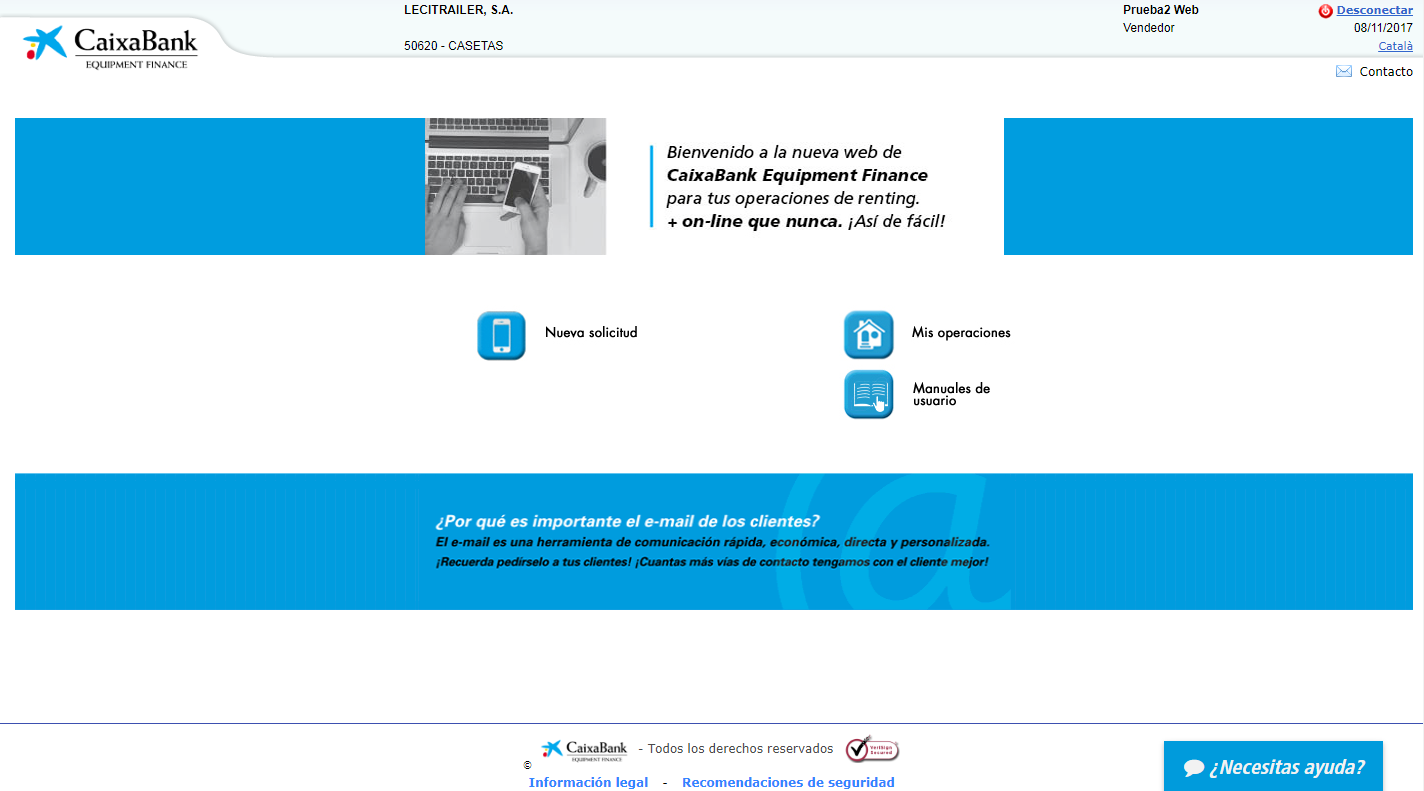 CaixaBank
EQUIPMENT FINANCE
LECITRAILER, S.A.
50620 - CASETAS
Prueba2 Web
Vendedor
Desconectar
08/11/2017
Català
Contacto
Bienvenido a la nueva web de
CaixaBank Equipment Finance
para tus operaciones de renting.
+ on-line que nunca. ¡Así de fácil!
Nueva solicitud
Mis operaciones
Manuales de
usuario
@
¿Por qué es importante el e-mail de los clientes?
El e-mail es una herramienta de comunicación rápida, económica, directa y personalizada.
¡Recuerda pedírselo a tus clientes! ¡Cuantas más vías de contacto tengamos con el cliente mejor!
© CaixaBank - Todos los derechos reservados
EQUIPMENT FINANCE
VeriSign
Secured
Información legal - Recomendaciones de seguridad
¿Necesitas ayuda?